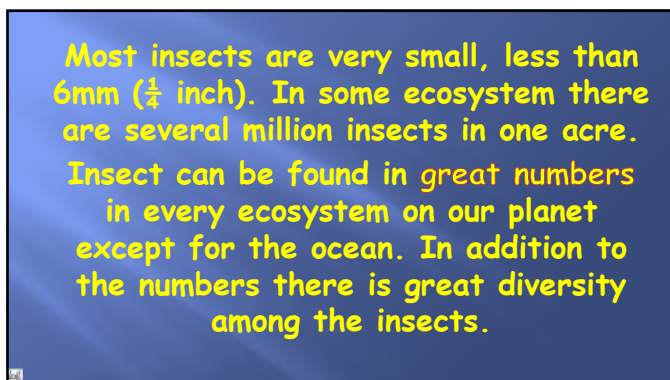 Most insects are very small, less than
6mm (¼ inch). In some ecosystem there
are several million insects in one acre.
Insect can be found in great numbers
in every ecosystem on our planet
except for the ocean. In addition to
the numbers there is great diversity
among the insects.